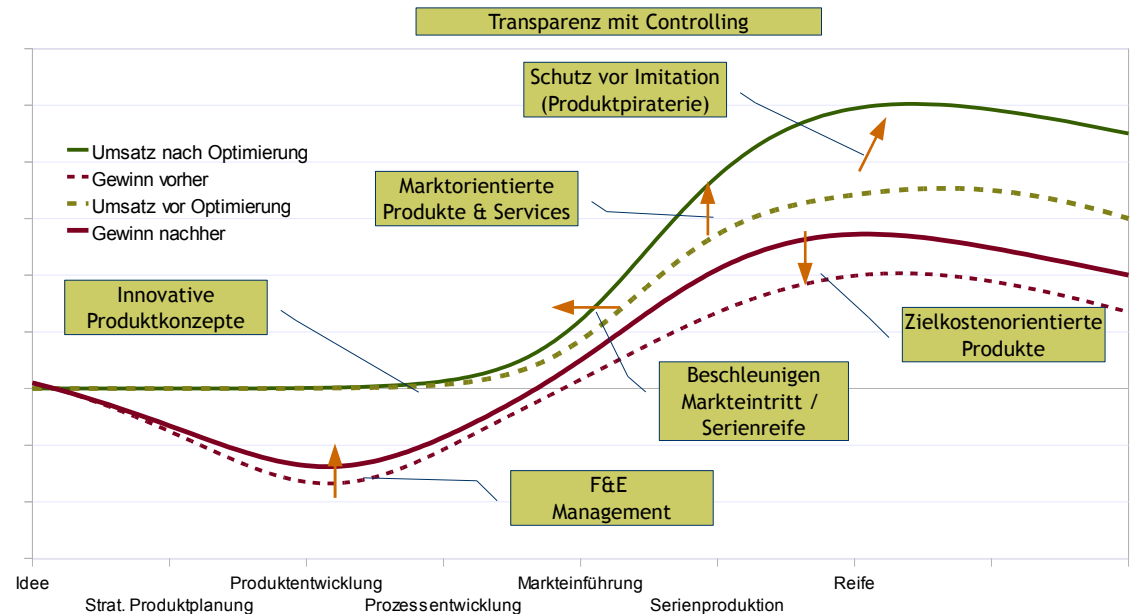 Transparenz mit Controlling
Schutz vor Imitation
(Produktpiraterie)
Umsatz nach Optimierung
Gewinn vorher
Umsatz vor Optimierung
Gewinn nachher
Marktorientierte
Produkte & Services
Innovative
Produktkonzepte
Zielkostenorientierte
Produkte
Beschleunigen
Markteintritt /
Serienreife
F&E
Management
Idee
Strat. Produktplanung
Produktentwicklung
Prozessentwicklung
Markteinführung
Serienproduktion
Reife